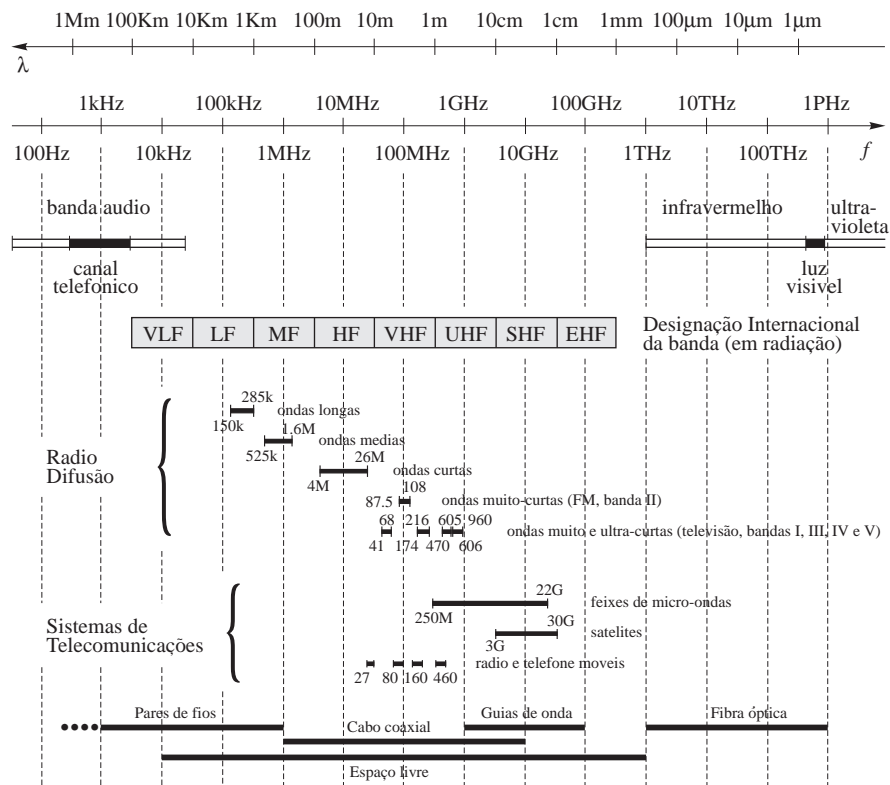 1Mm 100Km 10Km 1Km 100m 10m 1m 10cm 1cm 1mm 100μm 10μm 1μm
λ
1kHz 100kHz 10MHz 1GHz 100GHz 10THz 1PHz
100Hz 10kHz 1MHz 100MHz 10GHz 1THz 100THz f
banda audio infravermelho ultra-
violeta
canal luz
telefonico visivel
VLF LF MF HF VHF UHF SHF EHF Designação Internacional
da banda (em radiação)
285k
150k ondas longas
1.6M
525k ondas medias
Radio
Difusão
26M
4M ondas curtas
108
87.5 ondas muito-curtas (FM, banda II)
68 216 605 960
41 174 470 606 ondas muito e ultra-curtas (televisão, bandas I, III, IV e V)
22G
250M feixes de micro-ondas
Sistemas de
Telecomunicações
30G
3G satelites
27 80 160 460 radio e telefone moveis
Pares de fios Guias de onda Fibra óptica
Cabo coaxial
Espaço livre